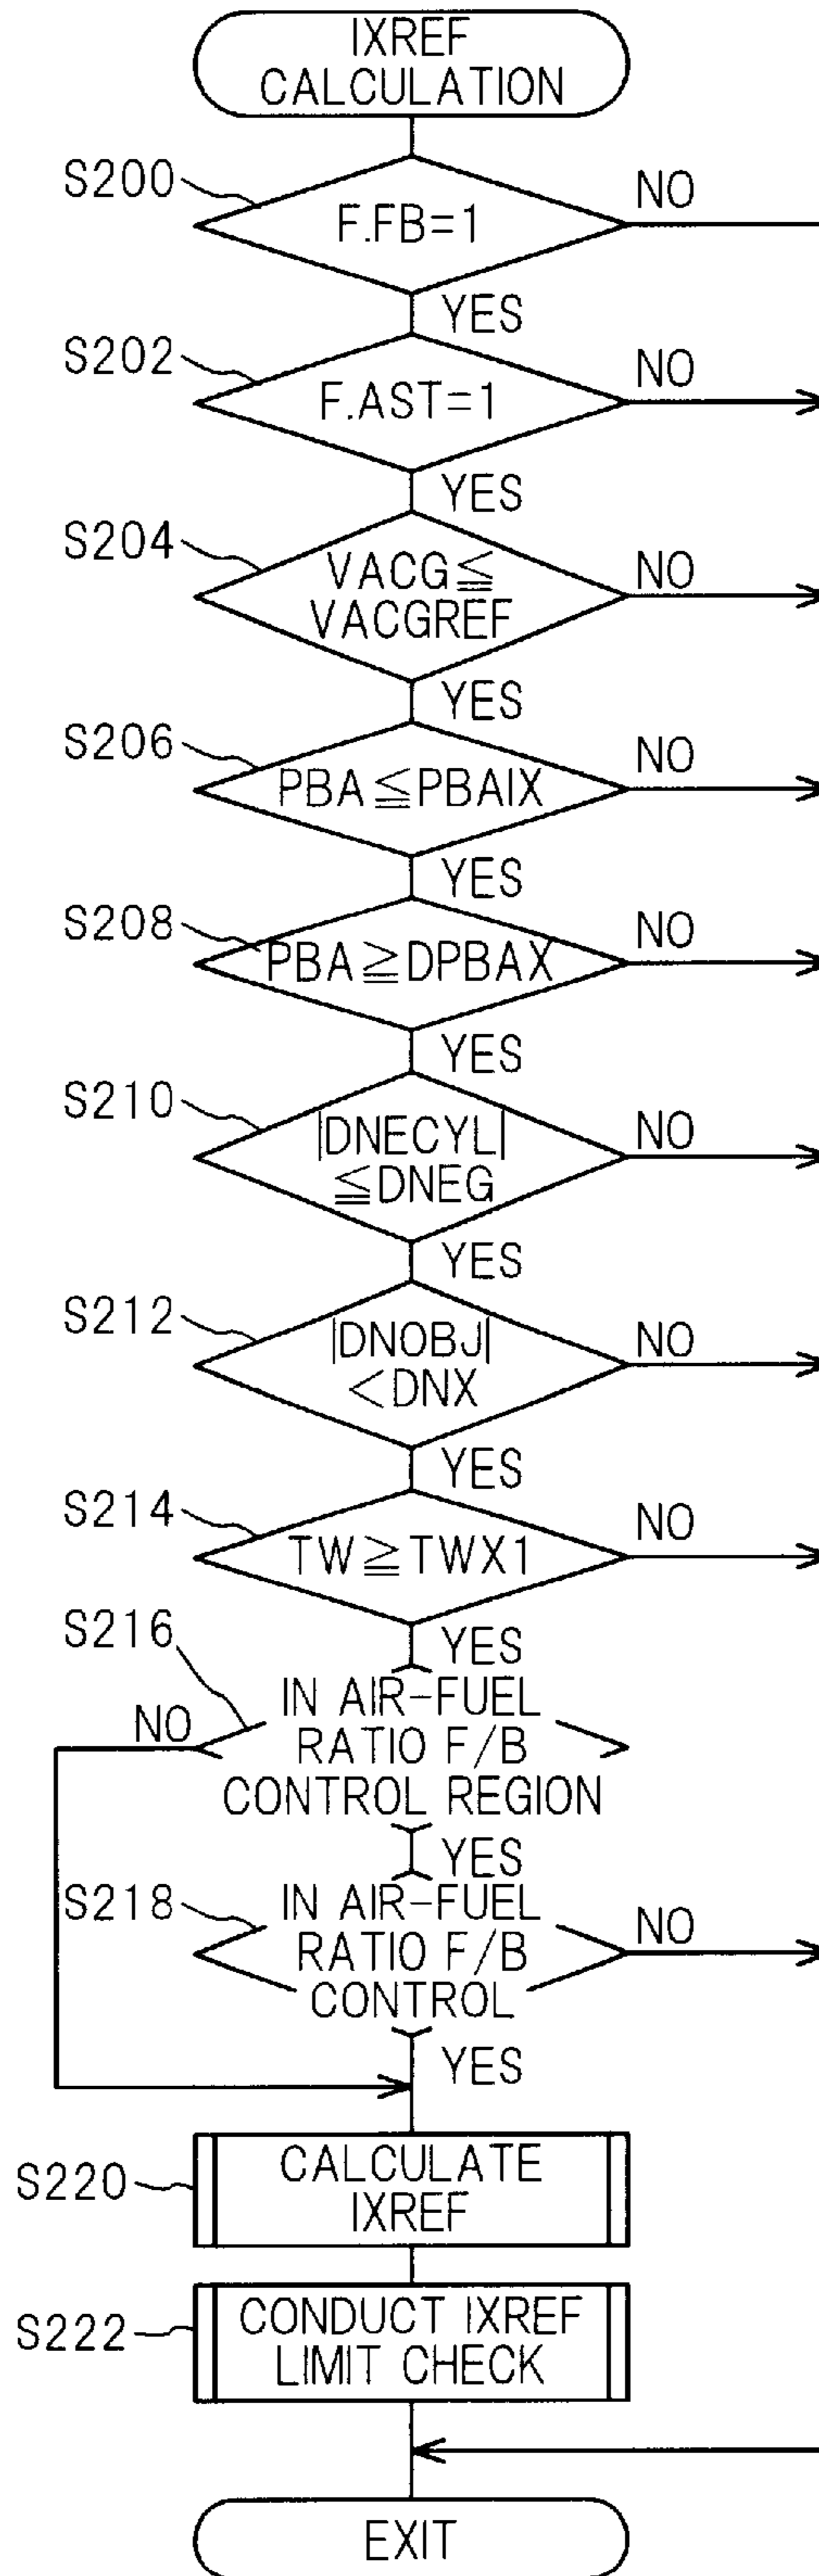 IXREF
CALCULATION
S200
F.FB=1
NO
YES
S202
F.AST=1
NO
YES
S204
VACG≦
VACGREF
NO
YES
S206
PBA≦PBAIX
NO
YES
S208
PBA≧DPBAX
NO
YES
S210
|DNECYL|
≦DNEG
NO
YES
S212
|DNOBJ|
<DNX
NO
YES
S214
TW≧TWX1
NO
YES
S216
NO
IN AIR-FUEL
RATIO F/B
CONTROL REGION
YES
S218
IN AIR-FUEL
RATIO F/B
CONTROL
NO
YES
S220
CALCULATE
IXREF
S222
CONDUCT IXREF
LIMIT CHECK
EXIT